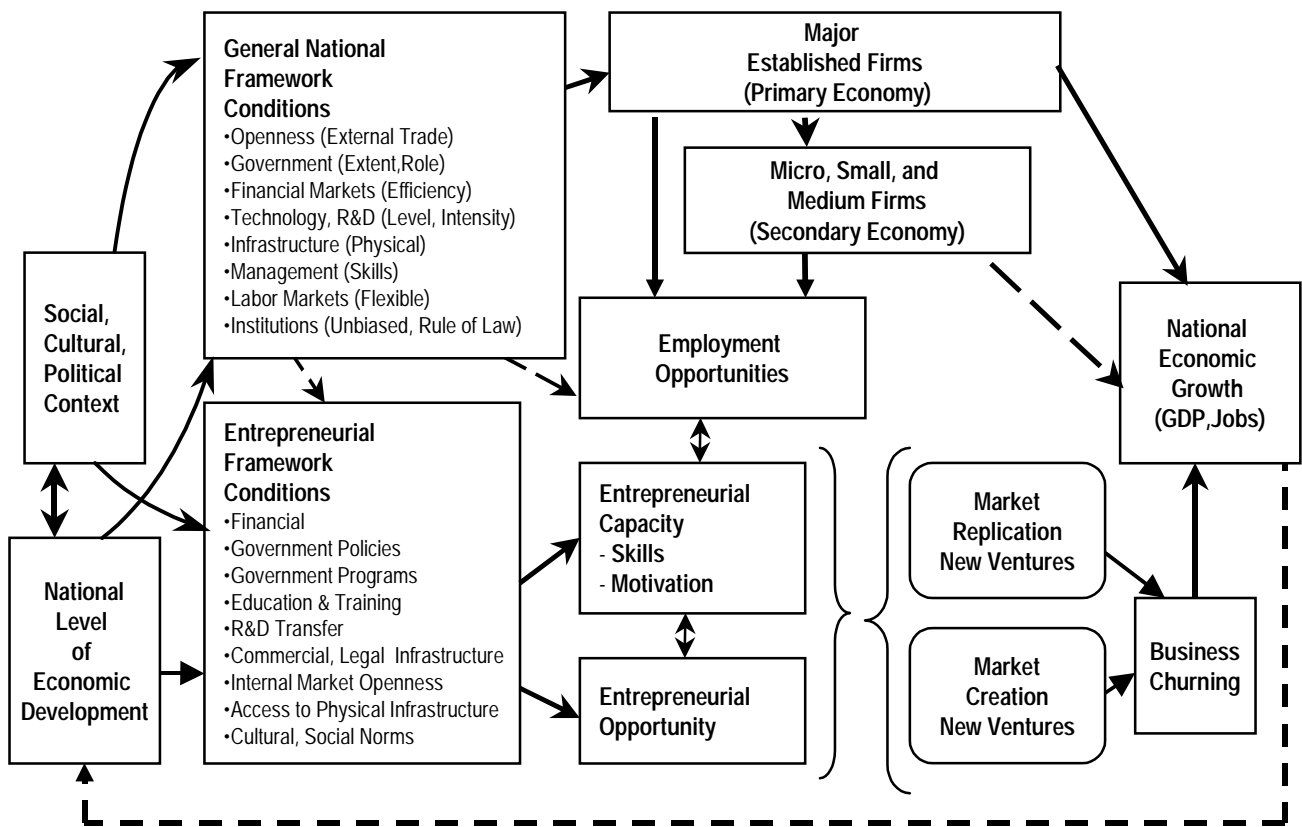 General National
Framework
Conditions
•Openness (External Trade)
•Government (Extent,Role)
•Financial Markets (Efficiency)
•Technology, R&D (Level, Intensity)
•Infrastructure (Physical)
•Management (Skills)
•Labor Markets (Flexible)
•Institutions (Unbiased, Rule of Law)
Major
Established Firms
(Primary Economy)
Micro, Small, and
Medium Firms
(Secondary Economy)
Social,
Cultural,
Political
Context
Employment
Opportunities
National
Economic
Growth
(GDP,Jobs)
National
Level
of
Economic
Development
Entrepreneurial
Framework
Conditions
•Financial
•Government Policies
•Government Programs
•Education & Training
•R&D Transfer
•Commercial, Legal Infrastructure
•Internal Market Openness
•Access to Physical Infrastructure
•Cultural, Social Norms
Entrepreneurial
Capacity
- Skills
- Motivation
Entrepreneurial
Opportunity
Market
Replication
New Ventures
Market
Creation
New Ventures
Business
Churning